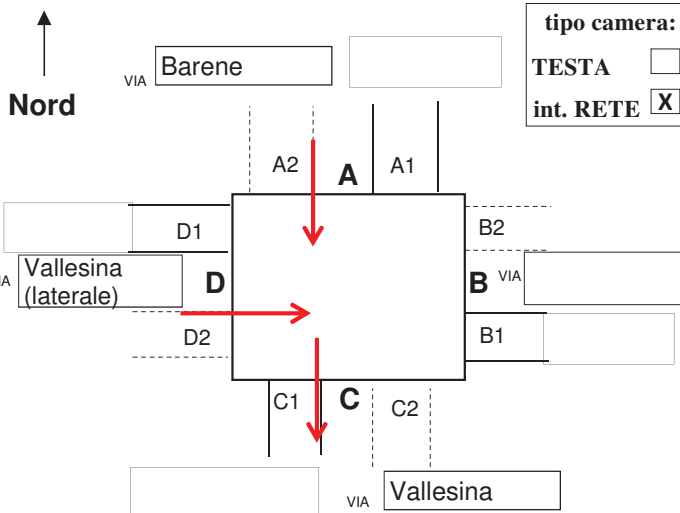 tipo camera:
TESTA
int. RETE X
Nord
VIA Barene
A2 A A1
D1 B2
VIA Vallesina
(laterale)
D B VIA
D2 B1
C1 C C2
VIA Vallesina